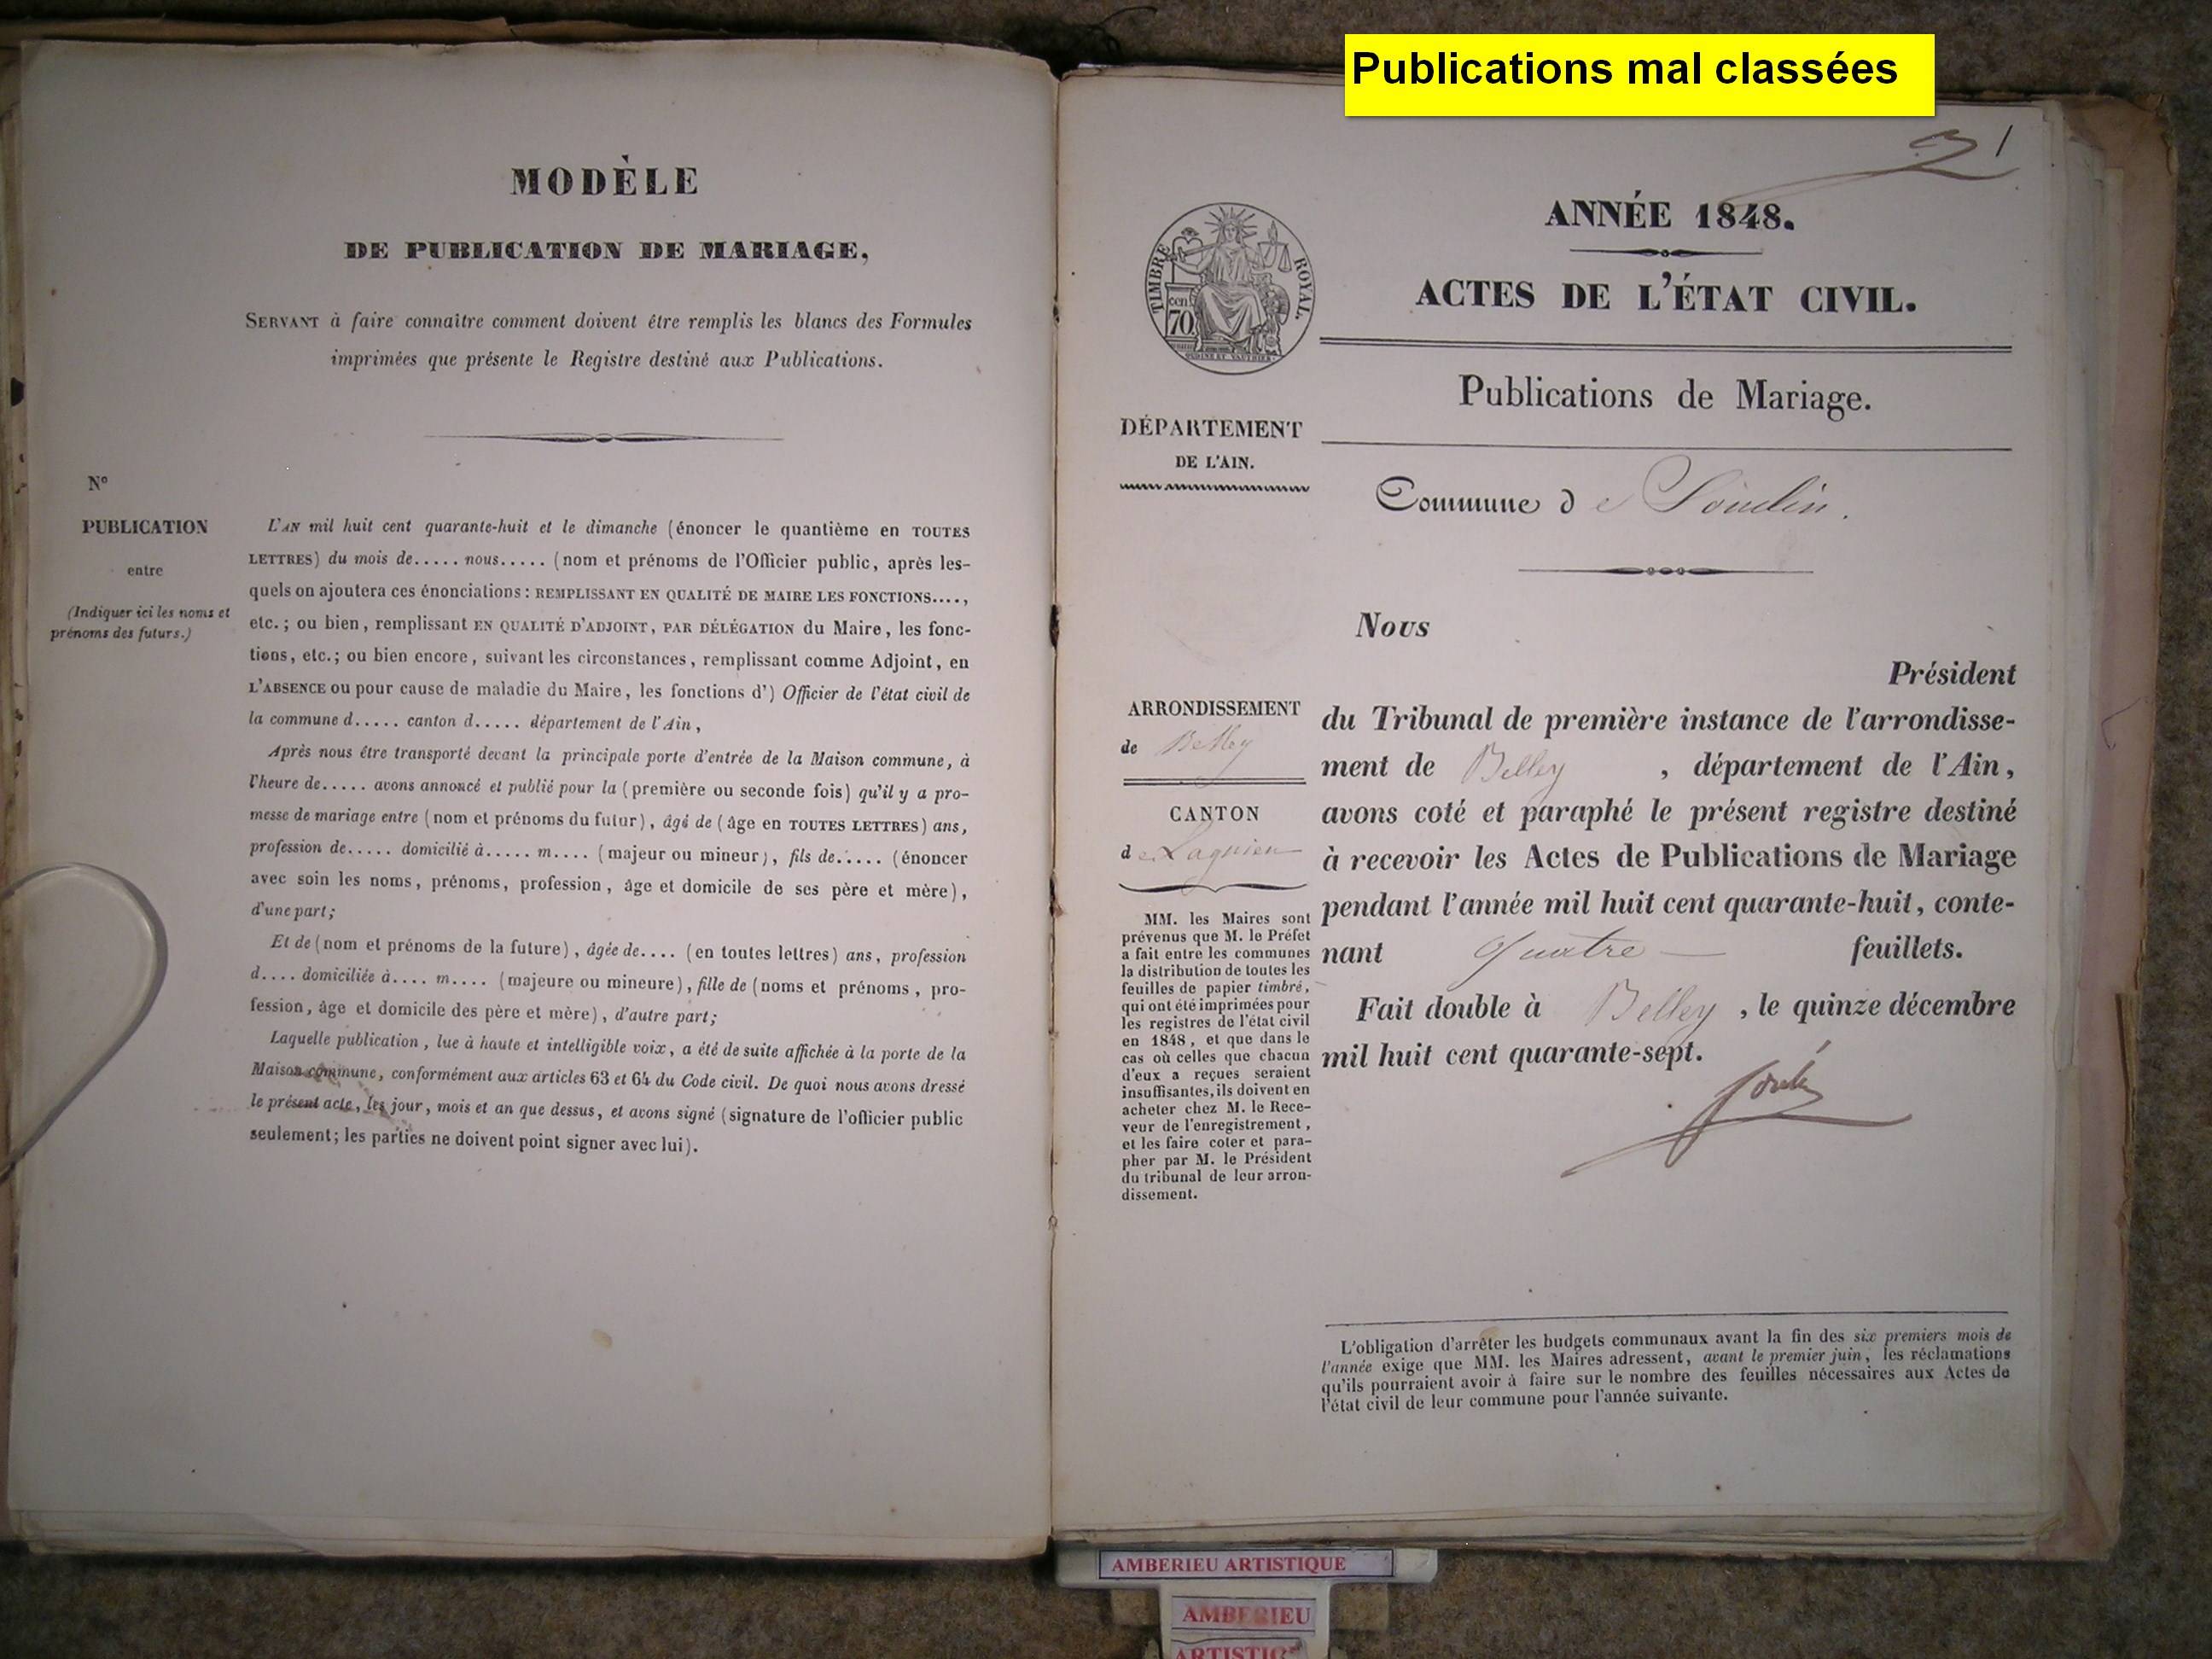 Publications mal classées
MODÈLE
DE PUBLICATION DE MARIAGE,
SERVANT à faire connaître comment doivent être remplis les blancs des Formules
imprimées que présente le Registre destiné aux Publications.
N°
PUBLICATION
entre
(Indiquer ici les noms et
prénoms des futurs.)
L'AN mil huit cent quarante-huit et le dimanche (énoncer le quantième en TOUTES
LETTRES) du mois de..... nous..... (nom et prénoms de l'Officier public, après les-
quels on ajoutera ces énonciations : REMPLISSANT EN QUALITÉ DE MAIRE LES FONCTIONS....,
etc. ; ou bien, remplissant EN QUALITÉ D'ADJOINT, PAR DÉLÉGATION du Maire, les fonc-
tions, etc.; ou bien encore, suivant les circonstances, remplissant comme Adjoint, en
L'ABSENCE ou pour cause de maladie du Maire, les fonctions d') Officier de l'état civil de
la commune d..... canton d..... département de l'Ain,
Après nous être transporté devant la principale porte d'entrée de la Maison commune, à
l'heure de..... avons annoncé et publié pour la (première ou seconde fois) qu'il y a pro-
messe de mariage entre (nom et prénoms du futur), âgé de (âge en TOUTES LETTRES) ans,
profession de..... domicilié à..... m.... (majeur ou mineur), fils de..... (énoncer
avec soin les noms, prénoms, profession, âge et domicile de ses père et mère),
d'une part;
Et de (nom et prénoms de la future), âgée de.... (en toutes lettres) ans, profession
d.... domiciliée à.... m.... (majeure ou mineure), fille de (noms et prénoms, pro-
fession, âge et domicile des père et mère), d'autre part;
Laquelle publication, lue à haute et intelligible voix, a été de suite affichée à la porte de la
Maison commune, conformément aux articles 63 et 64 du Code civil. De quoi nous avons dressé
le présent acte, les jour, mois et an que dessus, et avons signé (signature de l'officier public
seulement; les parties ne doivent point signer avec lui).
1
ANNÉE 1848.
ACTES DE L'ÉTAT CIVIL.
Publications de Mariage.
TIMBRE ROYAL.
cen
70.
DÉPARTEMENT
DE L'AIN.
Commune de Soudin.
ARRONDISSEMENT
de Belley
CANTON
de Lagnieu
MM. les Maires sont
prévenus que M. le Préfet
a fait entre les communes
la distribution de toutes les
feuilles de papier timbré,
qui ont été imprimées pour
les registres de l'état civil
en 1848, et que dans le
cas où celles que chacun
d'eux a reçues seraient
insuffisantes, ils doivent en
acheter chez M. le Rece-
veur de l'enregistrement,
et les faire coter et para-
pher par M. le Président
du tribunal de leur arron-
dissement.
Nous
Président
du Tribunal de première instance de l'arrondisse-
ment de Belley , département de l'Ain,
avons coté et paraphé le présent registre destiné
à recevoir les Actes de Publications de Mariage
pendant l'année mil huit cent quarante-huit, conte-
nant quatre feuillets.
Fait double à Belley , le quinze décembre
mil huit cent quarante-sept.
L'obligation d'arrêter les budgets communaux avant la fin des six premiers mois de
l'année exige que MM. les Maires adressent, avant le premier juin, les réclamations
qu'ils pourraient avoir à faire sur le nombre des feuilles nécessaires aux Actes de
l'état civil de leur commune pour l'année suivante.
AMBERIEU ARTISTIQUE
AMBERIEU